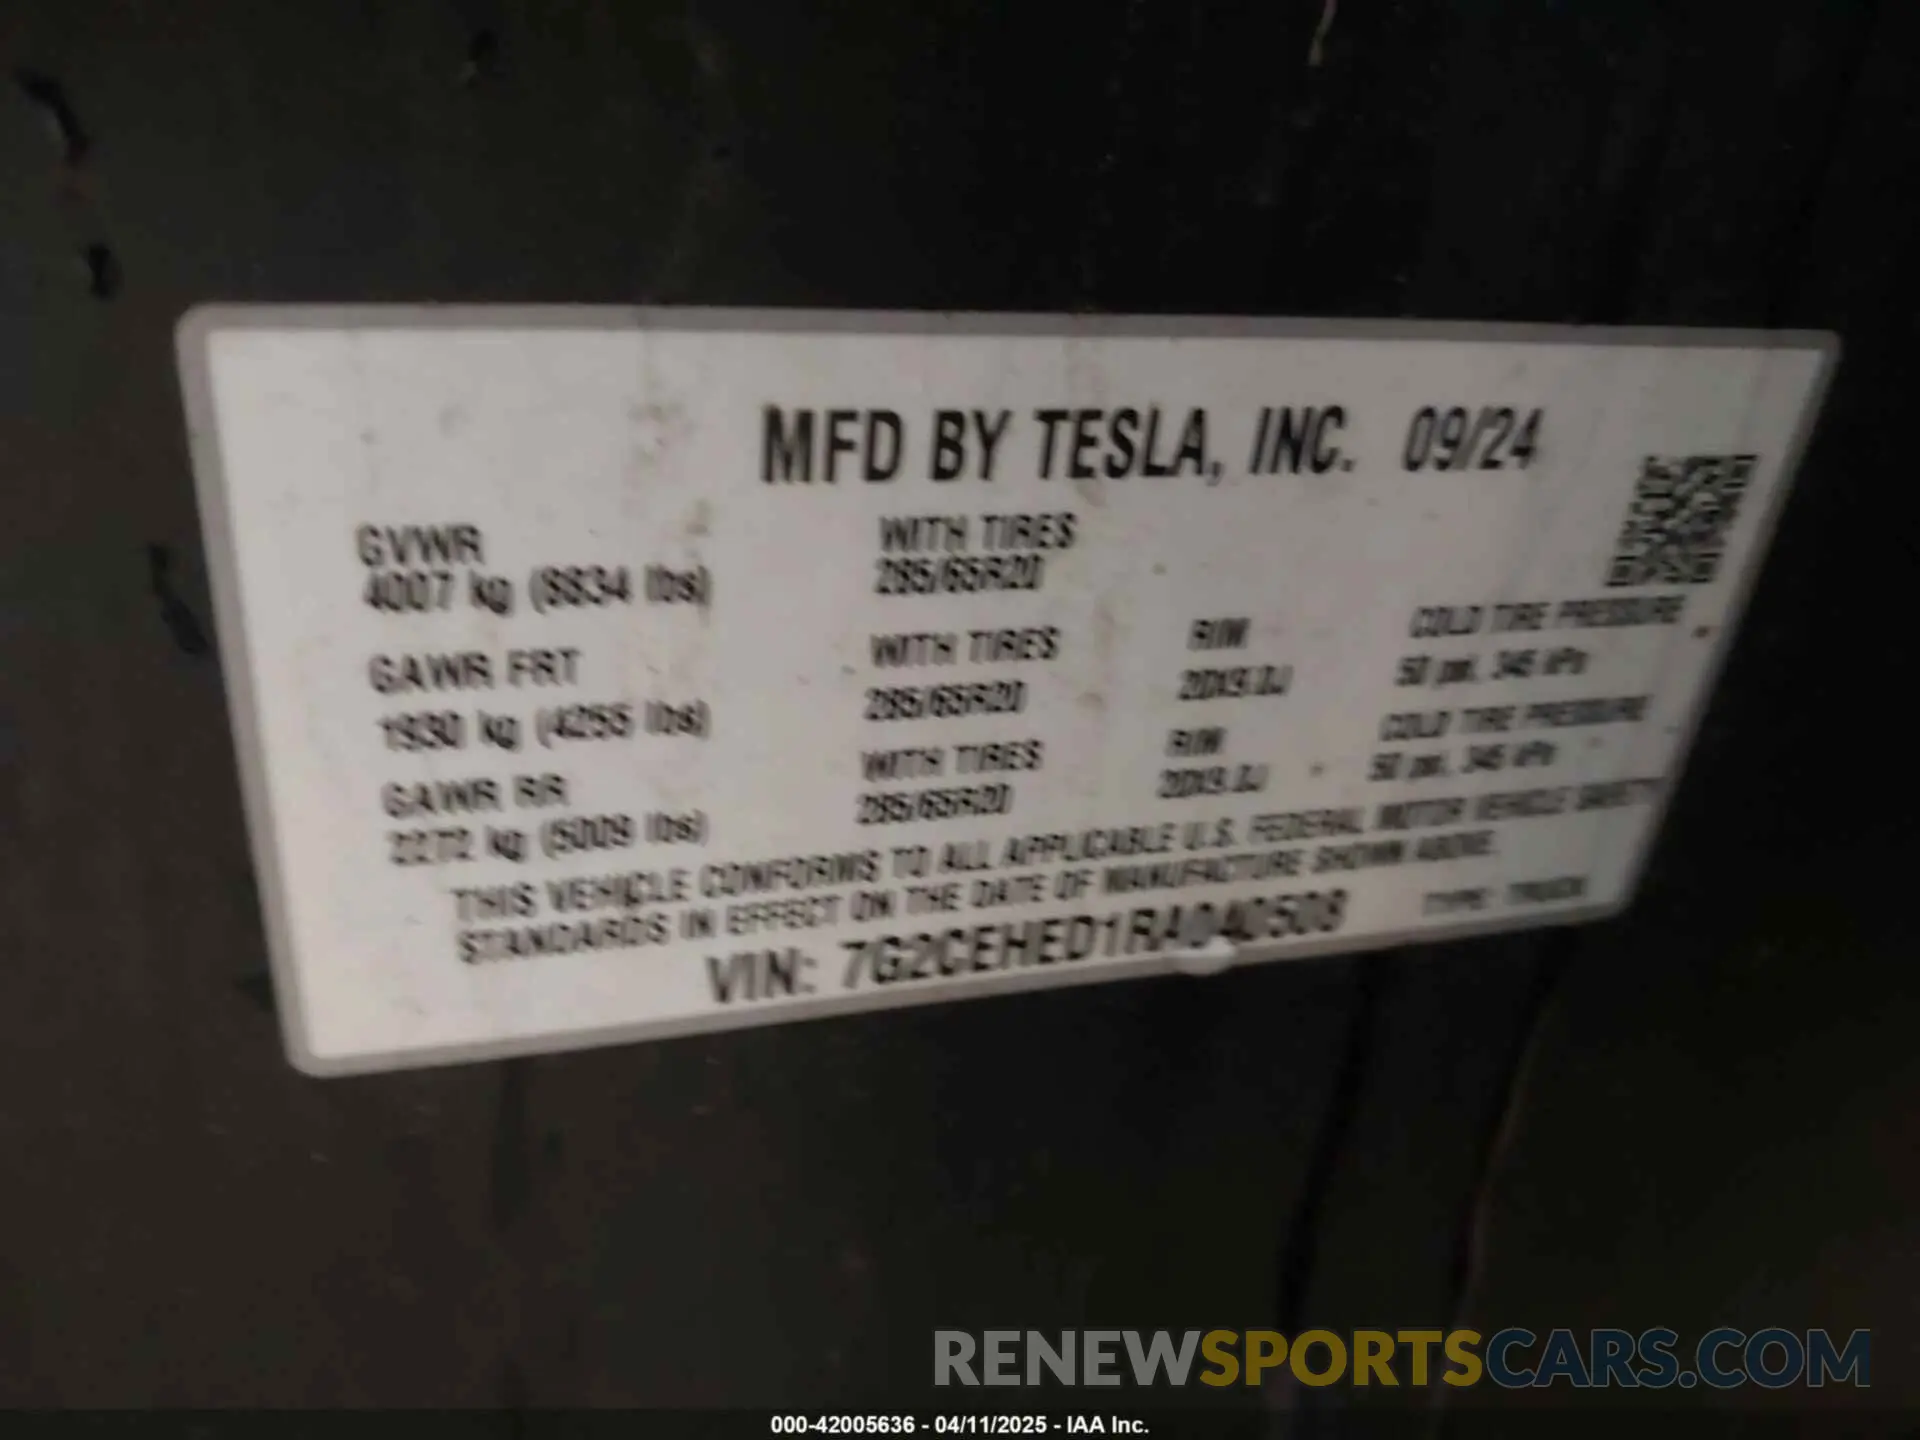 MFD BY TESLA, INC. 09/24
GVWR WITH TIRES
4007 kg (8834 lbs) 285/65R20
GAWR FRT WITH TIRES RIM COLD TIRE PRESSURE
1930 kg (4255 lbs) 285/65R20 20X9.0J 50 psi, 345 kPa
GAWR RR WITH TIRES RIM COLD TIRE PRESSURE
2272 kg (5009 lbs) 285/65R20 20X9.0J 50 psi, 345 kPa
THIS VEHICLE CONFORMS TO ALL APPLICABLE U.S. FEDERAL MOTOR VEHICLE SAFETY
STANDARDS IN EFFECT ON THE DATE OF MANUFACTURE SHOWN ABOVE.
VIN: 7G2CEHED1RA040508 TYPE: TRUCK
RENEWSPORTSCARS.COM
000-42005636 - 04/11/2025 - IAA Inc.